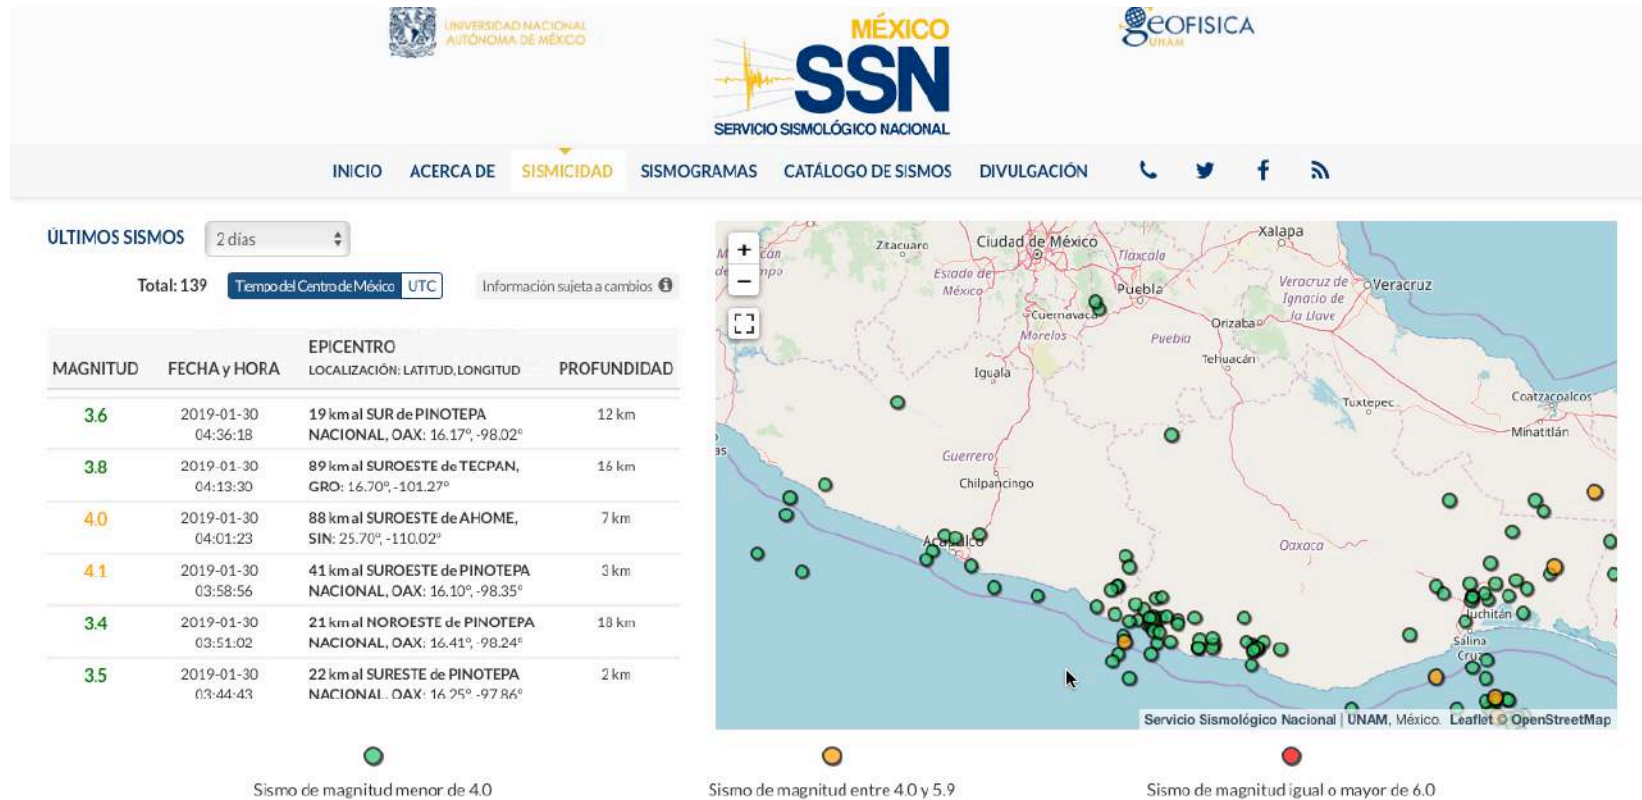 UNIVERSIDAD NACIONAL
AUTÓNOMA DE MÉXICO
MÉXICO
SSN
SERVICIO SISMOLÓGICO NACIONAL
GEOFISICA
UNAM
INICIO ACERCA DE SISMICIDAD SISMOGRAMAS CATÁLOGO DE SISMOS DIVULGACIÓN
ÚLTIMOS SISMOS 2 días
Total: 139 Tiempo del Centro de México UTC Información sujeta a cambios
MAGNITUD FECHA y HORA EPICENTRO PROFUNDIDAD
LOCALIZACIÓN: LATITUD, LONGITUD
3.6 2019-01-30 19 km al SUR de PINOTEPA 12 km
04:36:18 NACIONAL, OAX: 16.17°, -98.02°
3.8 2019-01-30 89 km al SUROESTE de TECPAN, 16 km
04:13:30 GRO: 16.70°, -101.27°
4.0 2019-01-30 88 km al SUROESTE de AHOME, 7 km
04:01:23 SIN: 25.70°, -110.02°
4.1 2019-01-30 41 km al SUROESTE de PINOTEPA 3 km
03:58:56 NACIONAL, OAX: 16.10°, -98.35°
3.4 2019-01-30 21 km al NOROESTE de PINOTEPA 18 km
03:51:02 NACIONAL, OAX: 16.41°, -98.24°
3.5 2019-01-30 22 km al SURESTE de PINOTEPA 2 km
03:44:43 NACIONAL, OAX: 16.25°, -97.86°
+
−
Zitacuaro
Ciudad de México
Xalapa
Tlaxcala
Estado de
México
Puebla
Veracruz de
Ignacio de
la Llave
Veracruz
Cuernavaca
Morelos
Puebla
Orizaba
Tehuacán
Iguala
Tuxtepec
Coatzacoalcos
Minatitlán
Guerrero
Chilpancingo
Acapulco
Oaxaca
Juchitán
Salina
Cruz
Servicio Sismológico Nacional | UNAM, México. Leaflet © OpenStreetMap
Sismo de magnitud menor de 4.0
Sismo de magnitud entre 4.0 y 5.9
Sismo de magnitud igual o mayor de 6.0